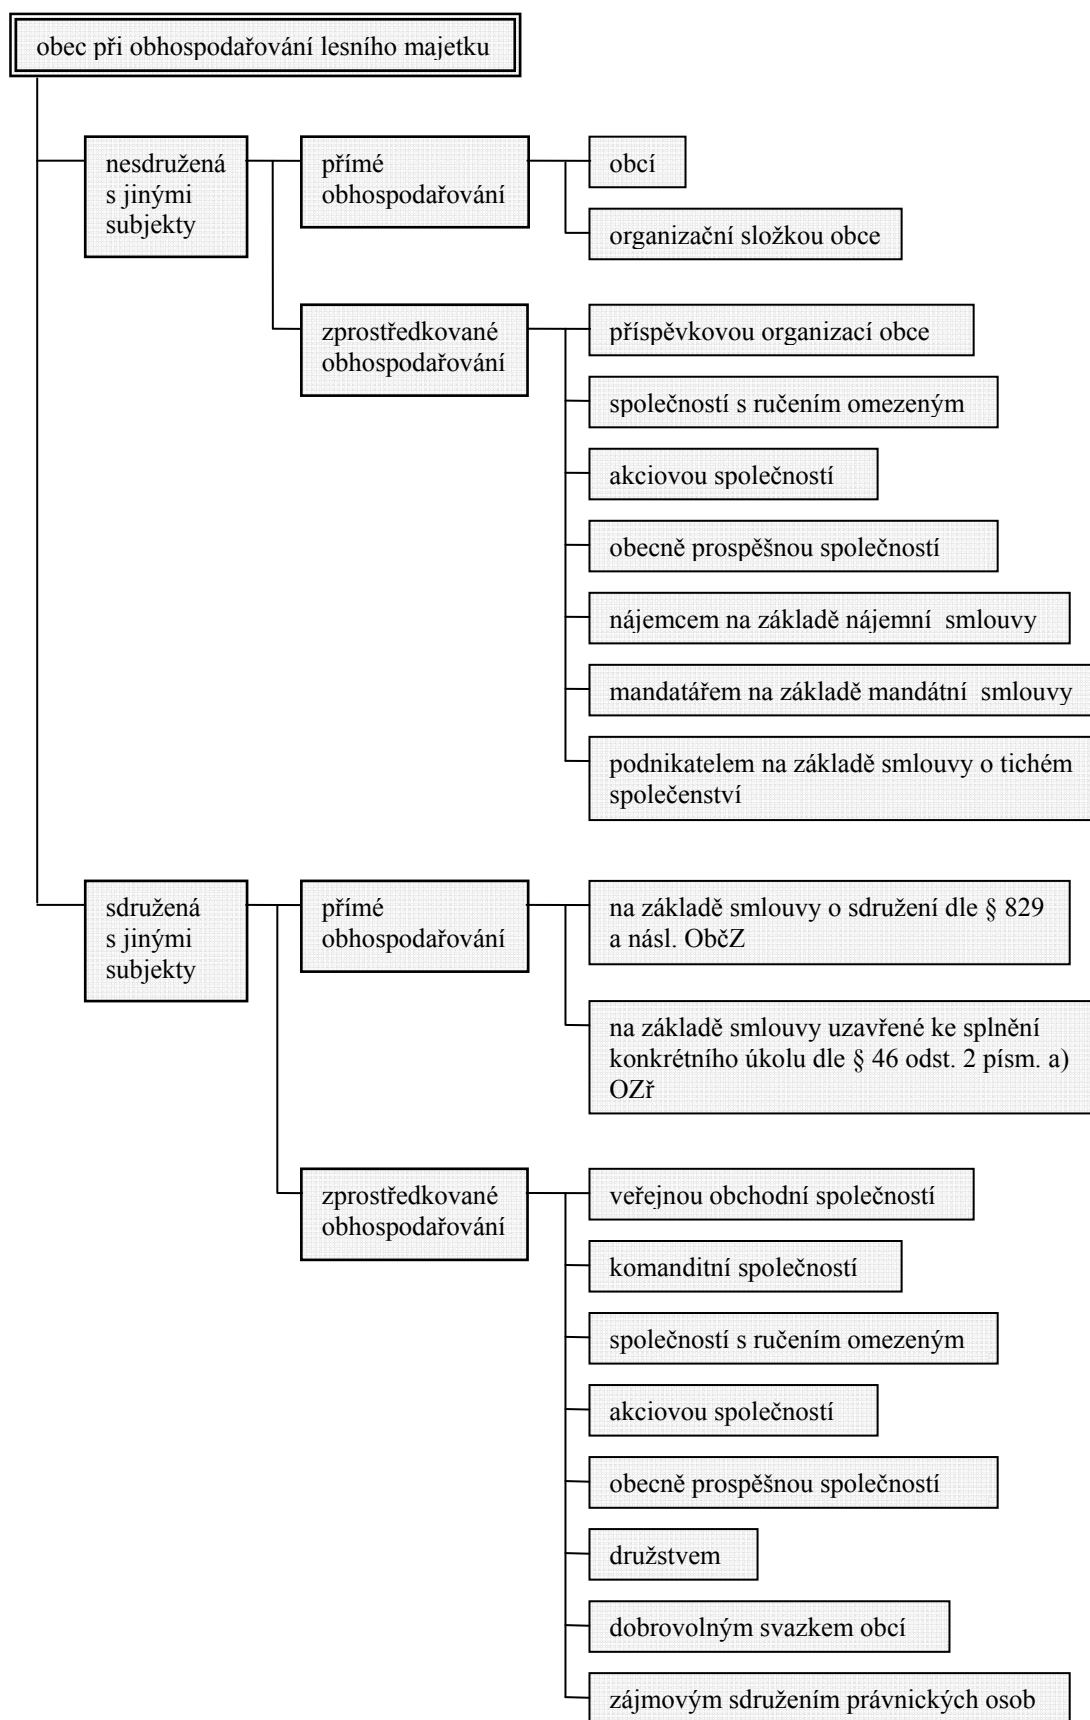 obec při obhospodařování lesního majetku
nesdružená
s jinými
subjekty
přímé
obhospodařování
obcí
organizační složkou obce
zprostředkované
obhospodařování
příspěvkovou organizací obce
společností s ručením omezeným
akciovou společností
obecně prospěšnou společností
nájemcem na základě nájemní smlouvy
mandatářem na základě mandátní smlouvy
podnikatelem na základě smlouvy o tichém
společenství
sdružená
s jinými
subjekty
přímé
obhospodařování
na základě smlouvy o sdružení dle § 829
a násl. ObčZ
na základě smlouvy uzavřené ke splnění
konkrétního úkolu dle § 46 odst. 2 písm. a)
OZř
zprostředkované
obhospodařování
veřejnou obchodní společností
komanditní společností
společností s ručením omezeným
akciovou společností
obecně prospěšnou společností
družstvem
dobrovolným svazkem obcí
zájmovým sdružením právnických osob